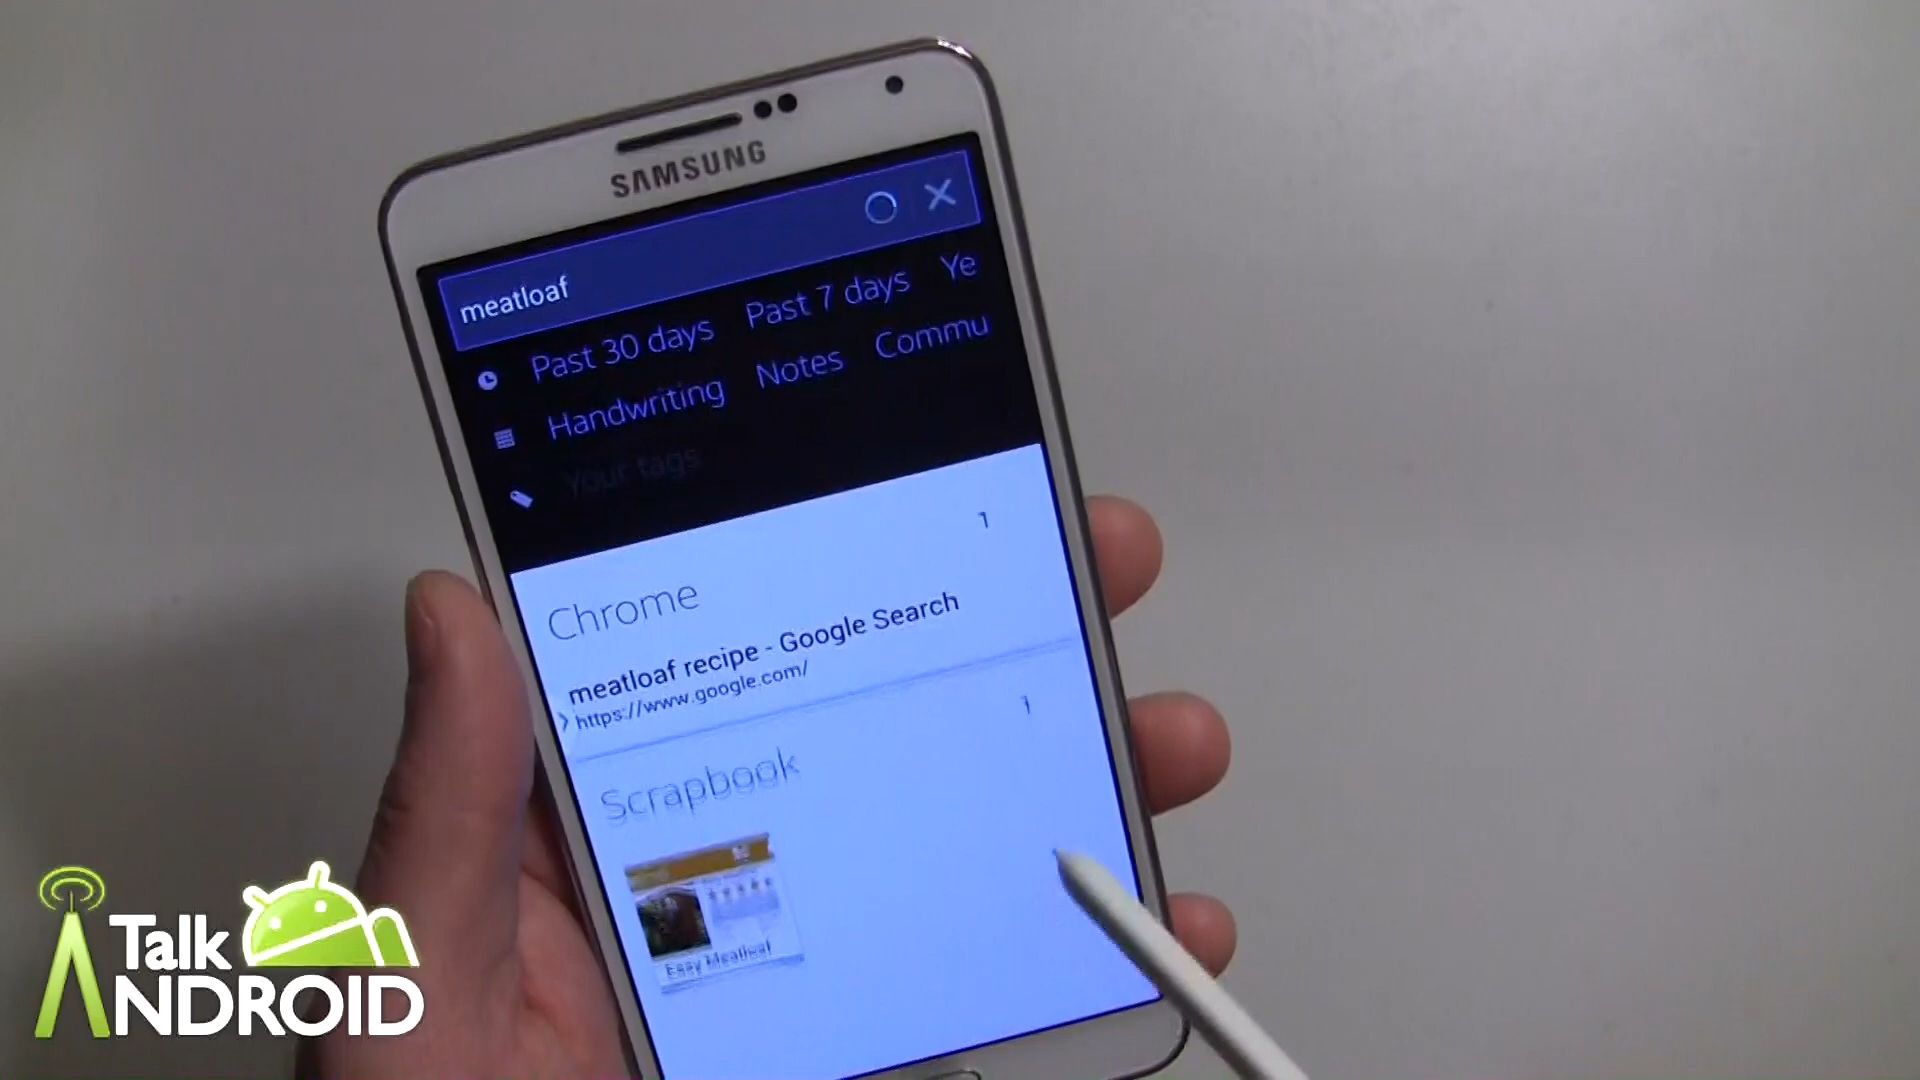 SAMSUNG
meatloaf
Past 30 days Past 7 days Ye
Handwriting Notes Commu
Your tags
1
Chrome
meatloaf recipe - Google Search
https://www.google.com/
1
Scrapbook
Easy Meatloaf
Talk
ANDROID